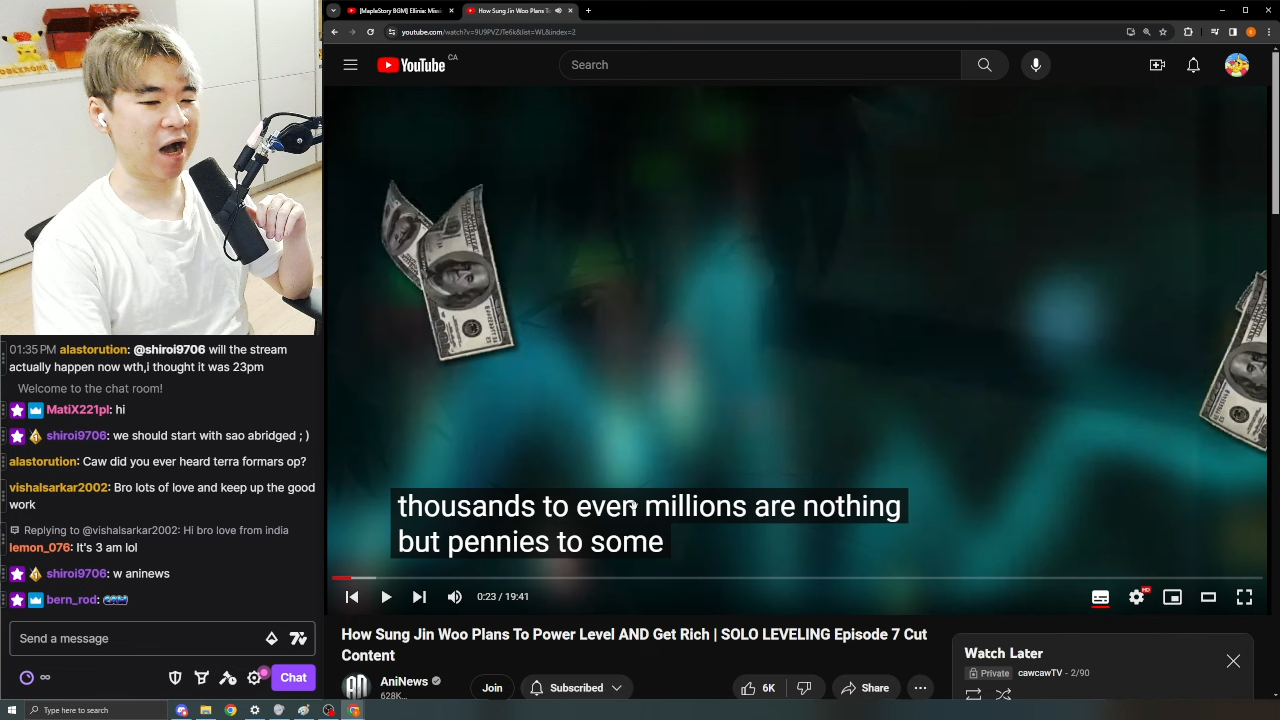 [MapleStory BGM] Ellinia: Missi
How Sung Jin Woo Plans T
youtube.com/watch?v=9U9PVZJTe6k&list=WL&index=2
YouTube CA
Search
thousands to even millions are nothing
but pennies to some
0:23 / 19:41
HD
How Sung Jin Woo Plans To Power Level AND Get Rich | SOLO LEVELING Episode 7 Cut
Content
AniNews
628K...
Join
Subscribed
6K
Share
Watch Later
Private
cawcawTV - 2/90
01:35 PM alastorution: @shiroi9706 will the stream
actually happen now wth,i thought it was 23pm
Welcome to the chat room!
MatiX221pl: hi
shiroi9706: we should start with sao abridged ; )
alastorution: Caw did you ever heard terra formars op?
vishalsarkar2002: Bro lots of love and keep up the good
work
Replying to @vishalsarkar2002: Hi bro love from india
lemon_076: It's 3 am lol
shiroi9706: w aninews
bern_rod:
Send a message
Chat
Type here to search